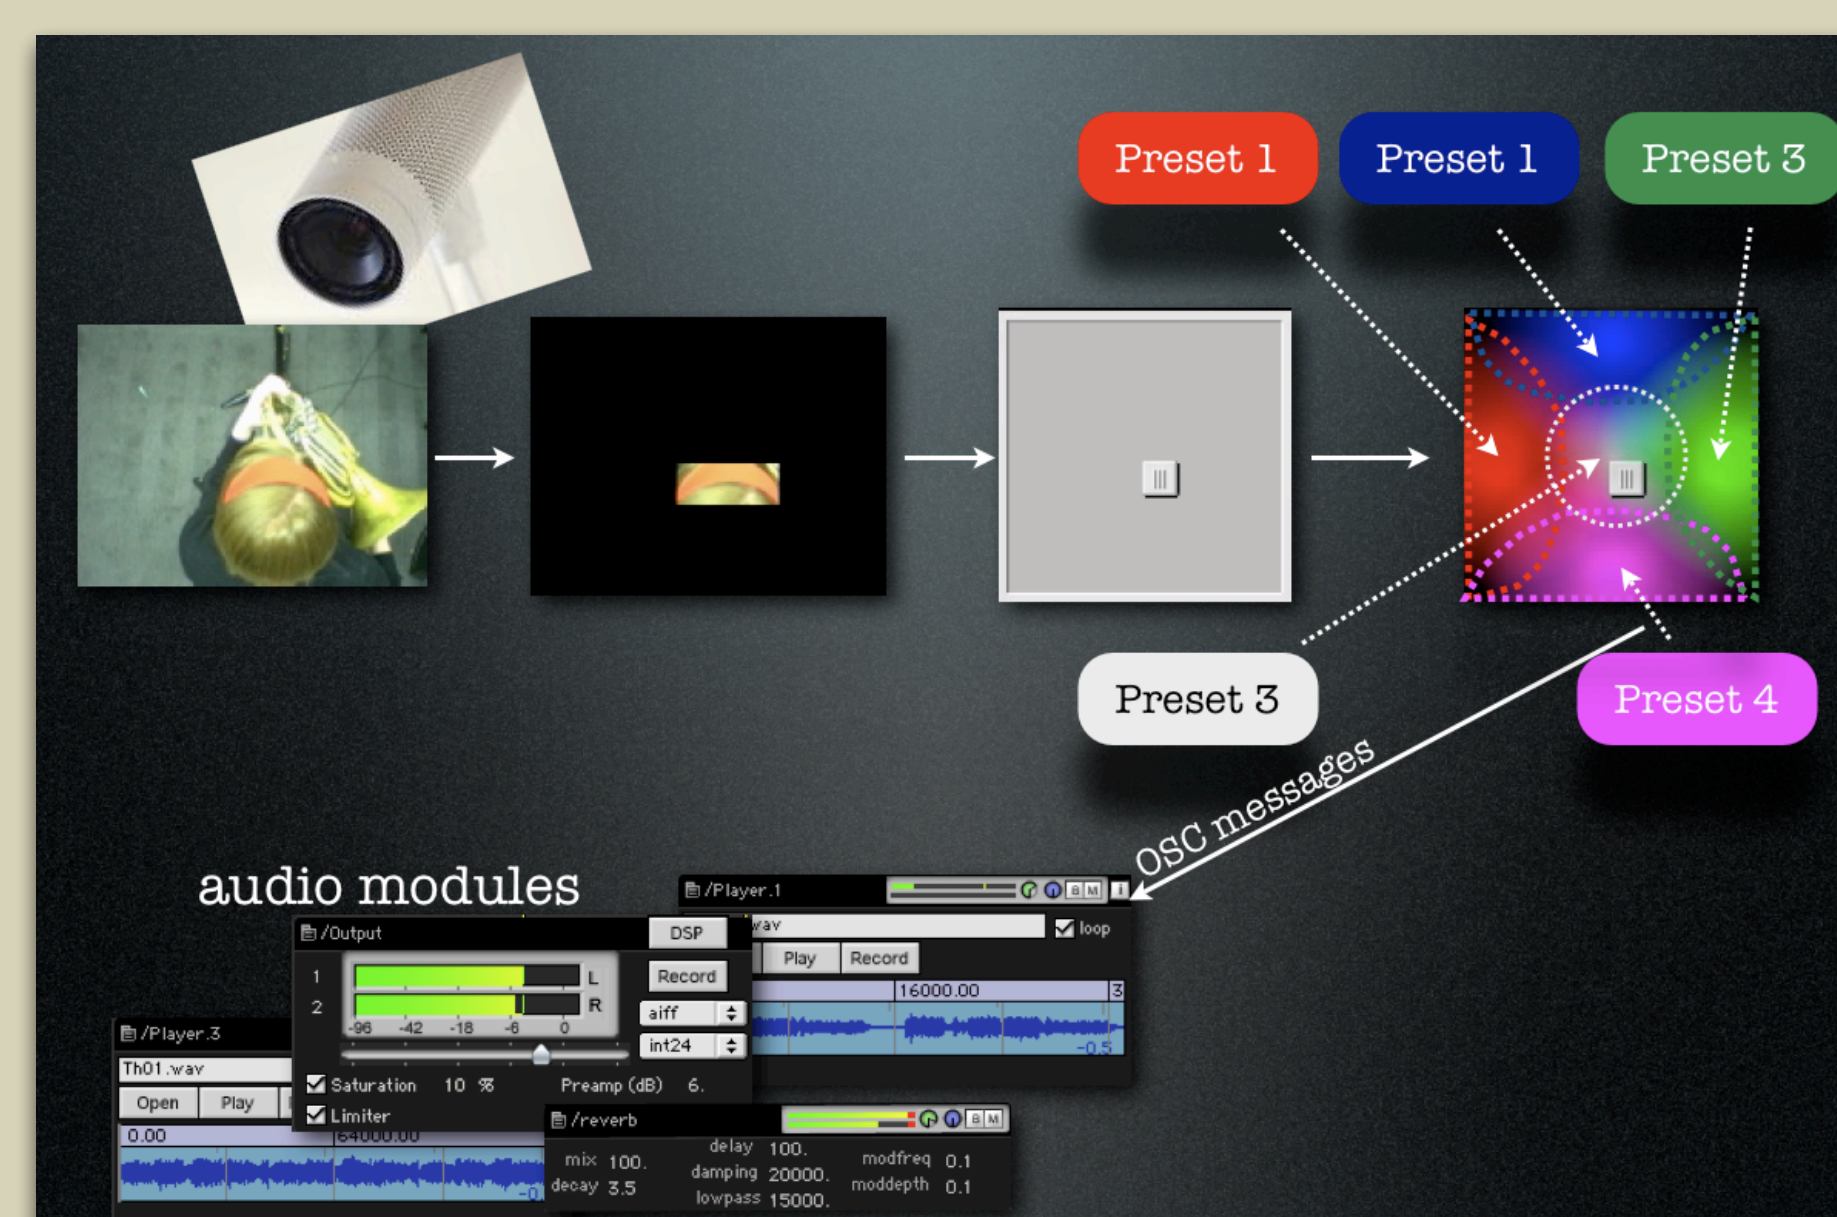 Preset 1
Preset 1
Preset 3
Preset 3
Preset 4
OSC messages
audio modules
/Player.1
B M i
.wav
loop
Play
Record
16000.00
3
-0.5
/Output
DSP
1
L
Record
2
R
-96 -42 -18 -6 0
aiff
int24
Saturation 10 %
Preamp (dB) 6.
Limiter
/Player.3
Th01.wav
Open
Play
0.00
64000.00
-0.
/reverb
B M
mix 100.
decay 3.5
delay 100.
damping 20000.
lowpass 15000.
modfreq 0.1
moddepth 0.1